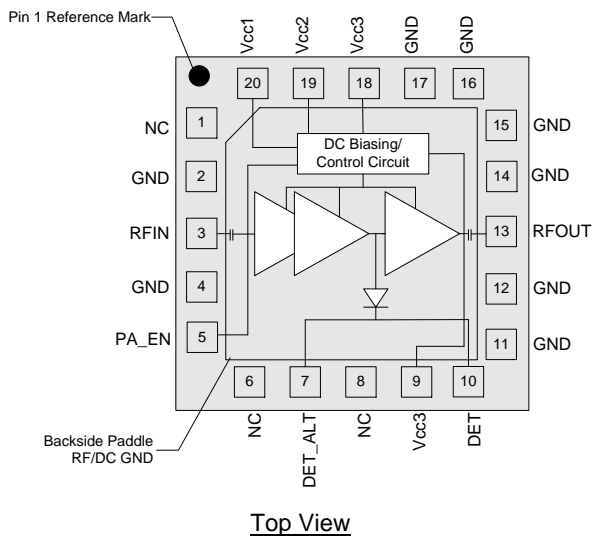 Pin 1 Reference Mark
Vcc1
Vcc2
Vcc3
GND
GND
20
19
18
17
16
NC
1
15
GND
DC Biasing/
Control Circuit
GND
2
14
GND
RFIN
3
13
RFOUT
GND
4
12
GND
PA_EN
5
11
GND
6
7
8
9
10
NC
DET_ALT
NC
Vcc3
DET
Backside Paddle
RF/DC GND
Top View